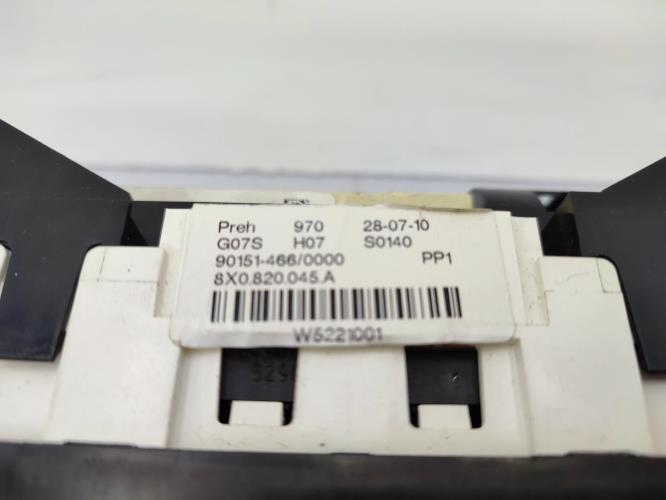 Preh 970 28-07-10
G07S H07 S0140
90151-466/0000 PP1
8X0.820.045.A
W5221001